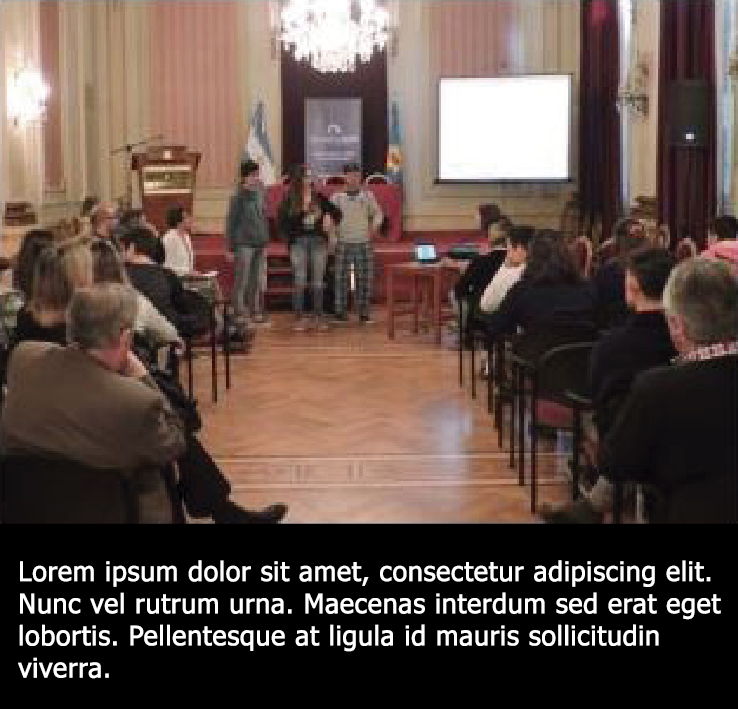 Lorem ipsum dolor sit amet, consectetur adipiscing elit.
Nunc vel rutrum urna. Maecenas interdum sed erat eget
lobortis. Pellentesque at ligula id mauris sollicitudin
viverra.